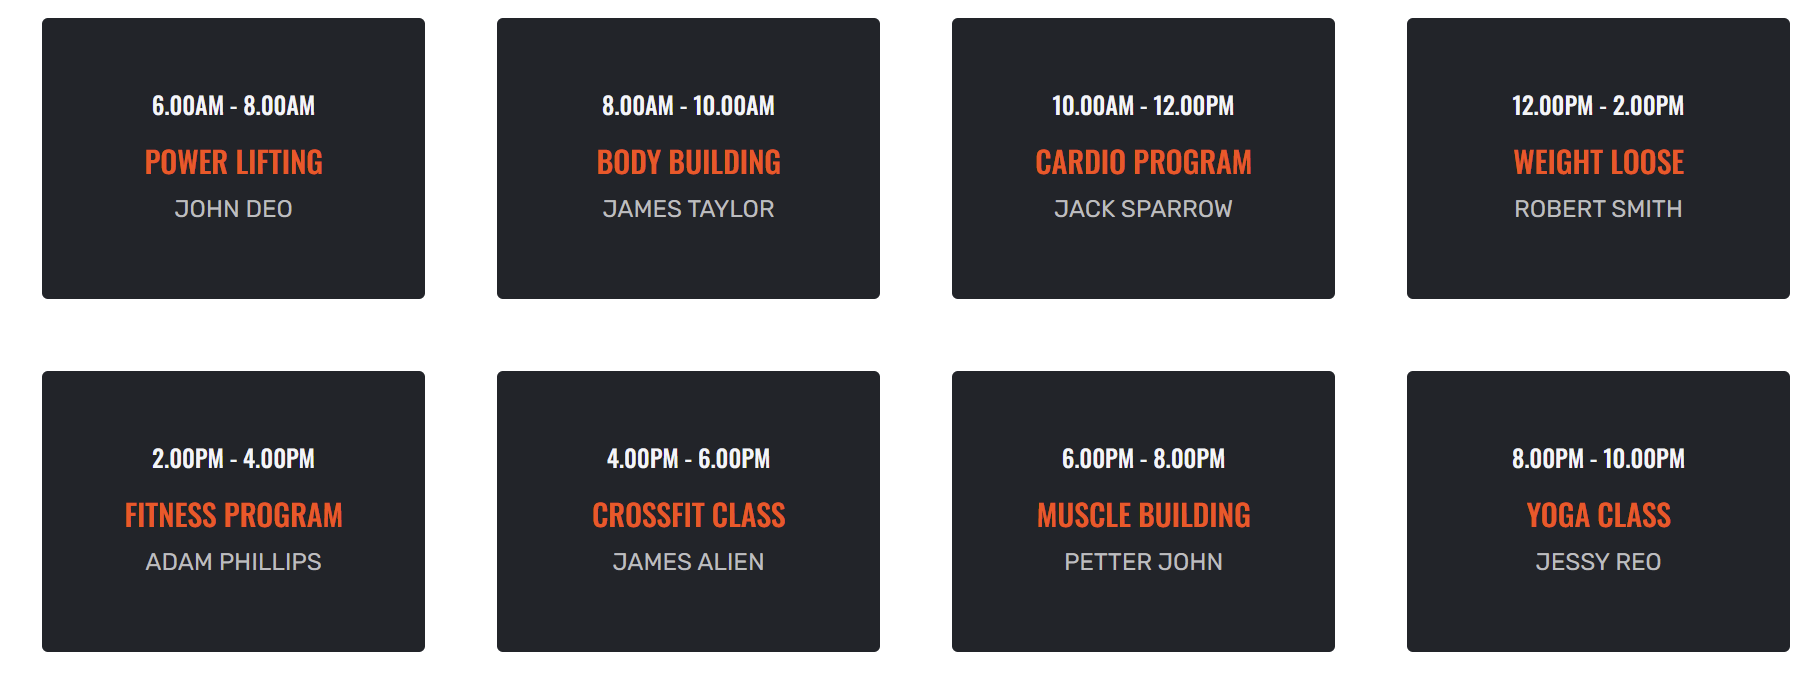 6.00AM - 8.00AM
POWER LIFTING
JOHN DEO
8.00AM - 10.00AM
BODY BUILDING
JAMES TAYLOR
10.00AM - 12.00PM
CARDIO PROGRAM
JACK SPARROW
12.00PM - 2.00PM
WEIGHT LOOSE
ROBERT SMITH
2.00PM - 4.00PM
FITNESS PROGRAM
ADAM PHILLIPS
4.00PM - 6.00PM
CROSSFIT CLASS
JAMES ALIEN
6.00PM - 8.00PM
MUSCLE BUILDING
PETTER JOHN
8.00PM - 10.00PM
YOGA CLASS
JESSY REO